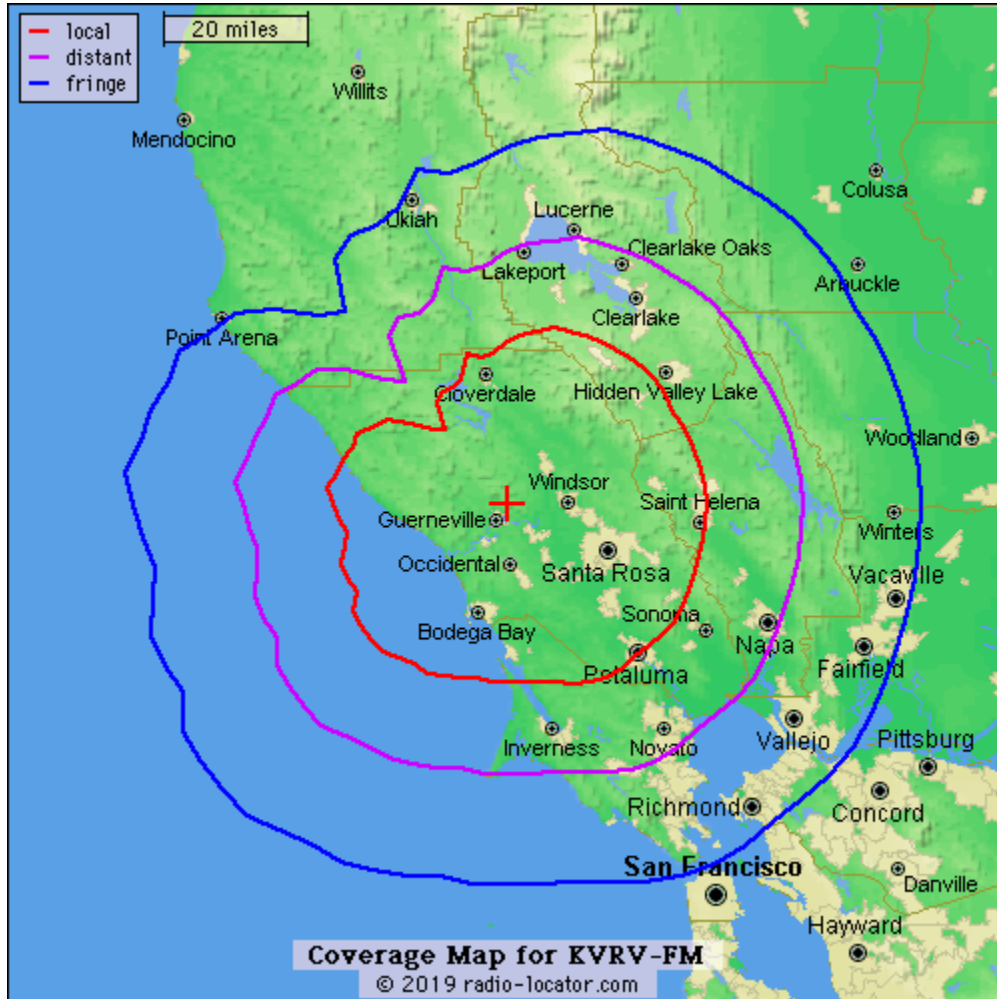 local
distant
fringe
20 miles
Willits
Mendocino
Colusa
Ukiah
Lucerne
Clearlake Oaks
Lakeport
Arbuckle
Clearlake
Point Arena
Cloverdale
Hidden Valley Lake
Woodland
Windsor
Saint Helena
Guerneville
Winters
Occidental
Santa Rosa
Vacaville
Sonoma
Bodega Bay
Napa
Petaluma
Fairfield
Inverness
Novato
Vallejo
Pittsburg
Richmond
Concord
San Francisco
Danville
Hayward
Coverage Map for KVRV-FM
© 2019 radio-locator.com